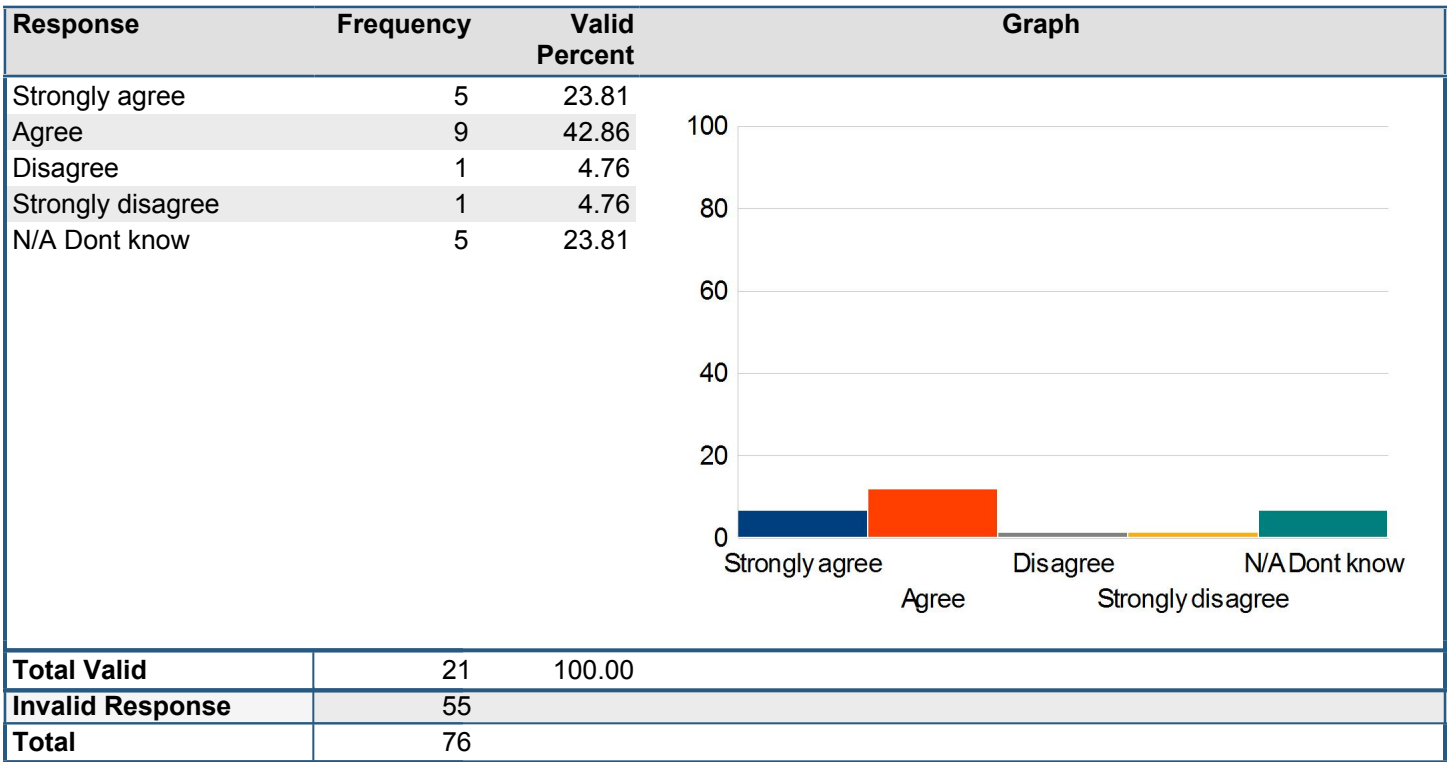 Response Frequency Valid Percent Graph
Strongly agree 5 23.81
Agree 9 42.86
Disagree 1 4.76
Strongly disagree 1 4.76
N/A Dont know 5 23.81
100
80
60
40
20
0
Strongly agree Disagree N/A Dont know
Agree Strongly disagree
Total Valid 21 100.00
Invalid Response 55
Total 76